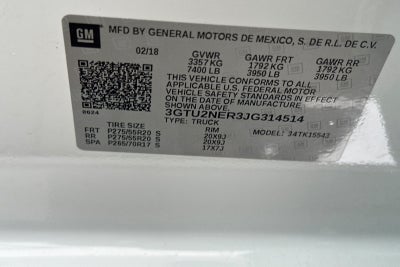 GM
MFD BY GENERAL MOTORS DE MEXICO, S. DE R.L. DE C.V.
02/18 GVWR GAWR FRT GAWR RR
3357 KG 1792 KG 1792 KG
7400 LB 3950 LB 3950 LB
THIS VEHICLE CONFORMS TO ALL
APPLICABLE U.S. FEDERAL MOTOR
VEHICLE SAFETY STANDARDS IN EFFECT ON THE
DATE OF MANUFACTURE
SHOWN ABOVE.
0624 3GTU2NER3JG314514
TYPE: TRUCK MODEL: 34TK15543
TIRE SIZE RIM
FRT P275/55R20 S 20X9J
RR P275/55R20 S 20X9J
SPA P265/70R17 S 17X7J